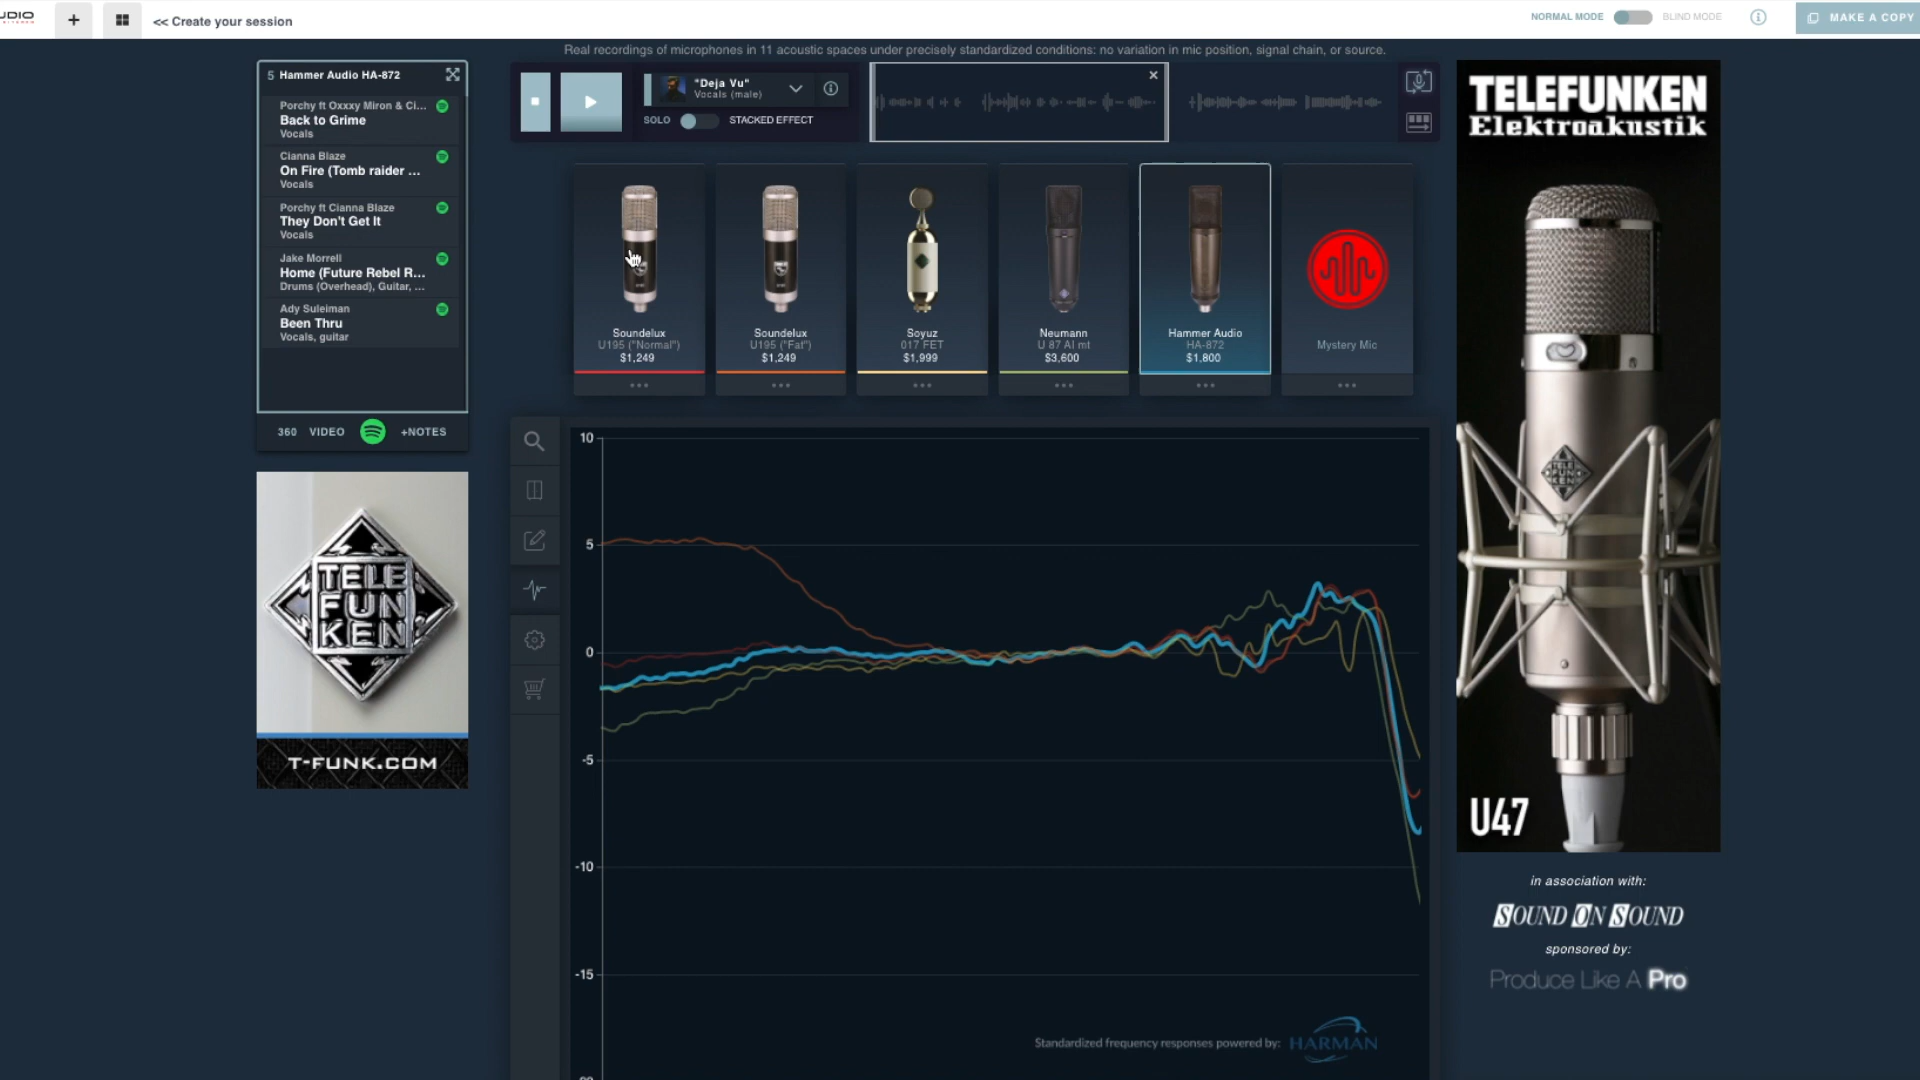 << Create your session
NORMAL MODE
BLIND MODE
MAKE A COPY
Real recordings of microphones in 11 acoustic spaces under precisely standardized conditions: no variation in mic position, signal chain, or source.
5 Hammer Audio HA-872
Porchy ft Oxxxy Miron & Ci...
Back to Grime
Vocals
Cianna Blaze
On Fire (Tomb raider ...
Vocals
Porchy ft Cianna Blaze
They Don't Get It
Vocals
Jake Morrell
Home (Future Rebel R...
Drums (Overhead), Guitar, ...
Ady Suleiman
Been Thru
Vocals, guitar
360 VIDEO +NOTES
TELE
FUN
KEN
T-FUNK.COM
"Deja Vu"
Vocals (male)
SOLO STACKED EFFECT
Soundelux
U195 ("Normal")
$1,249
Soundelux
U195 ("Fat")
$1,249
Soyuz
017 FET
$1,999
Neumann
U 87 AI mt
$3,600
Hammer Audio
HA-872
$1,800
Mystery Mic
10
5
0
-5
-10
-15
Standardized frequency responses powered by: HARMAN
TELEFUNKEN
Elektroakustik
TELE
FUN
KEN
U47
in association with:
SOUND ON SOUND
sponsored by:
Produce Like A Pro